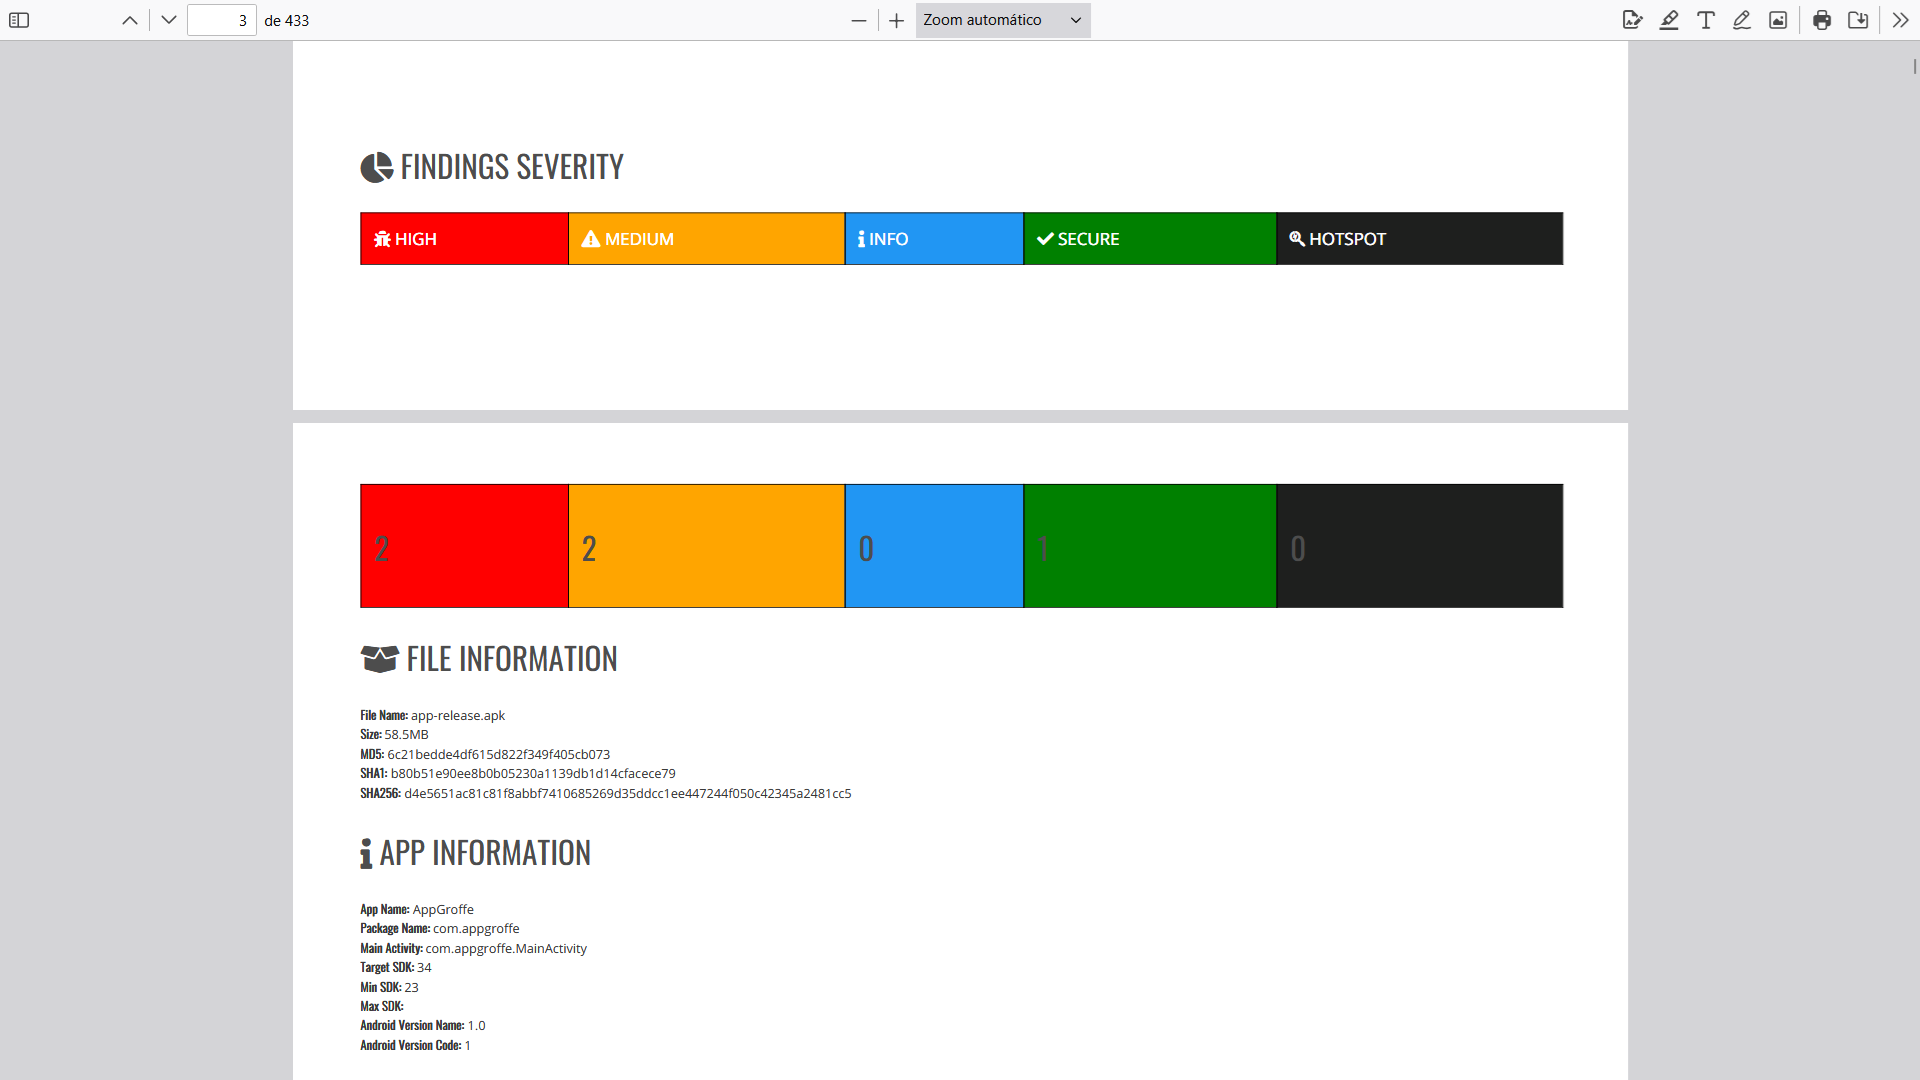 3 de 433 Zoom automático
FINDINGS SEVERITY
HIGH MEDIUM INFO SECURE HOTSPOT
2 2 0 1 0
FILE INFORMATION
File Name: app-release.apk
Size: 58.5MB
MD5: 6c21bedde4df615d822f349f405cb073
SHA1: b80b51e90ee8b0b05230a1139db1d14cfacece79
SHA256: d4e5651ac81c81f8abbf7410685269d35ddcc1ee447244f050c42345a2481cc5
APP INFORMATION
App Name: AppGroffe
Package Name: com.appgroffe
Main Activity: com.appgroffe.MainActivity
Target SDK: 34
Min SDK: 23
Max SDK:
Android Version Name: 1.0
Android Version Code: 1